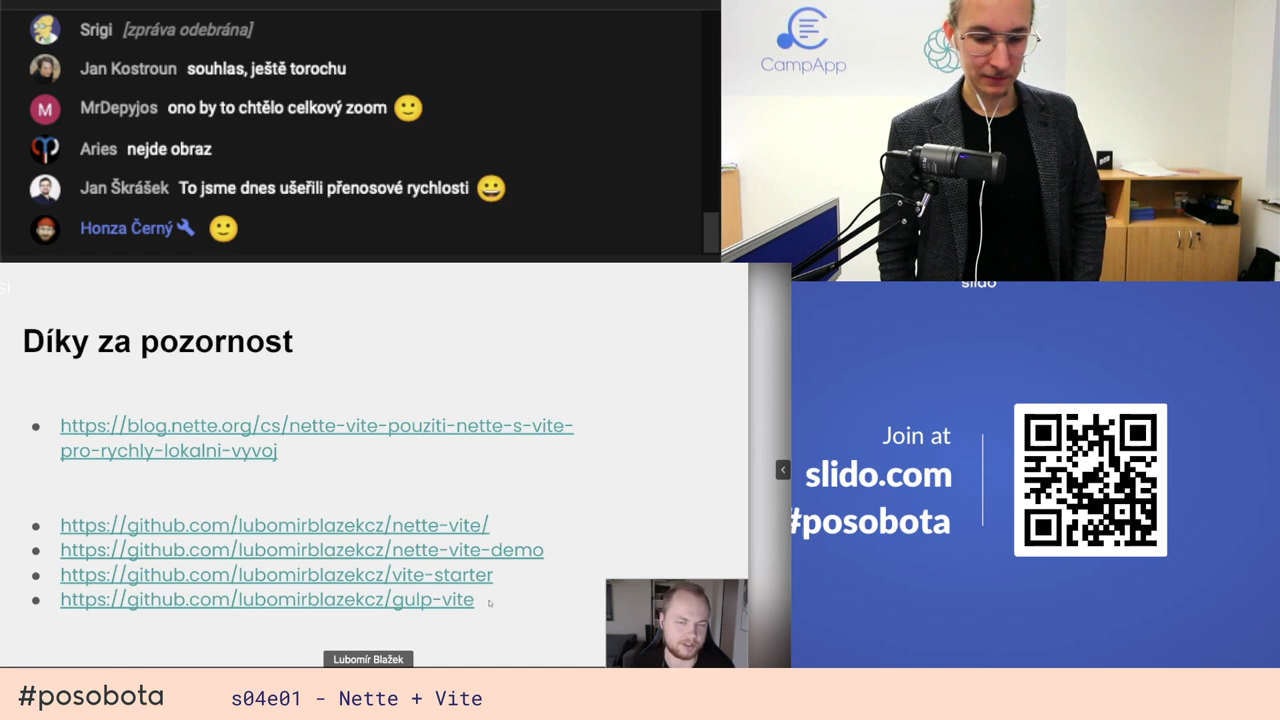 Srigi [zpráva odebrána]
Jan Kostroun souhlas, ještě torochu
M MrDepyjos ono by to chtělo celkový zoom 🙂
Aries nejde obraz
Jan Škrášek To jsme dnes ušeřili přenosové rychlosti 😀
Honza Černý 🙂
CampApp
Díky za pozornost
https://blog.nette.org/cs/nette-vite-pouziti-nette-s-vite-
pro-rychly-lokalni-vyvoj
https://github.com/lubomirblazekcz/nette-vite/
https://github.com/lubomirblazekcz/nette-vite-demo
https://github.com/lubomirblazekcz/vite-starter
https://github.com/lubomirblazekcz/gulp-vite
Lubomír Blažek
slido
Join at
slido.com
#posobota
#posobota
s04e01 - Nette + Vite